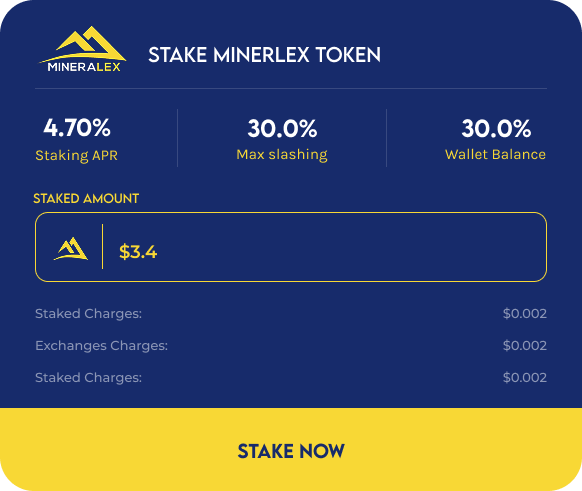 MINERALEX
STAKE MINERLEX TOKEN
4.70%
Staking APR
30.0%
Max slashing
30.0%
Wallet Balance
STAKED AMOUNT
$3.4
Staked Charges: $0.002
Exchanges Charges: $0.002
Staked Charges: $0.002
STAKE NOW